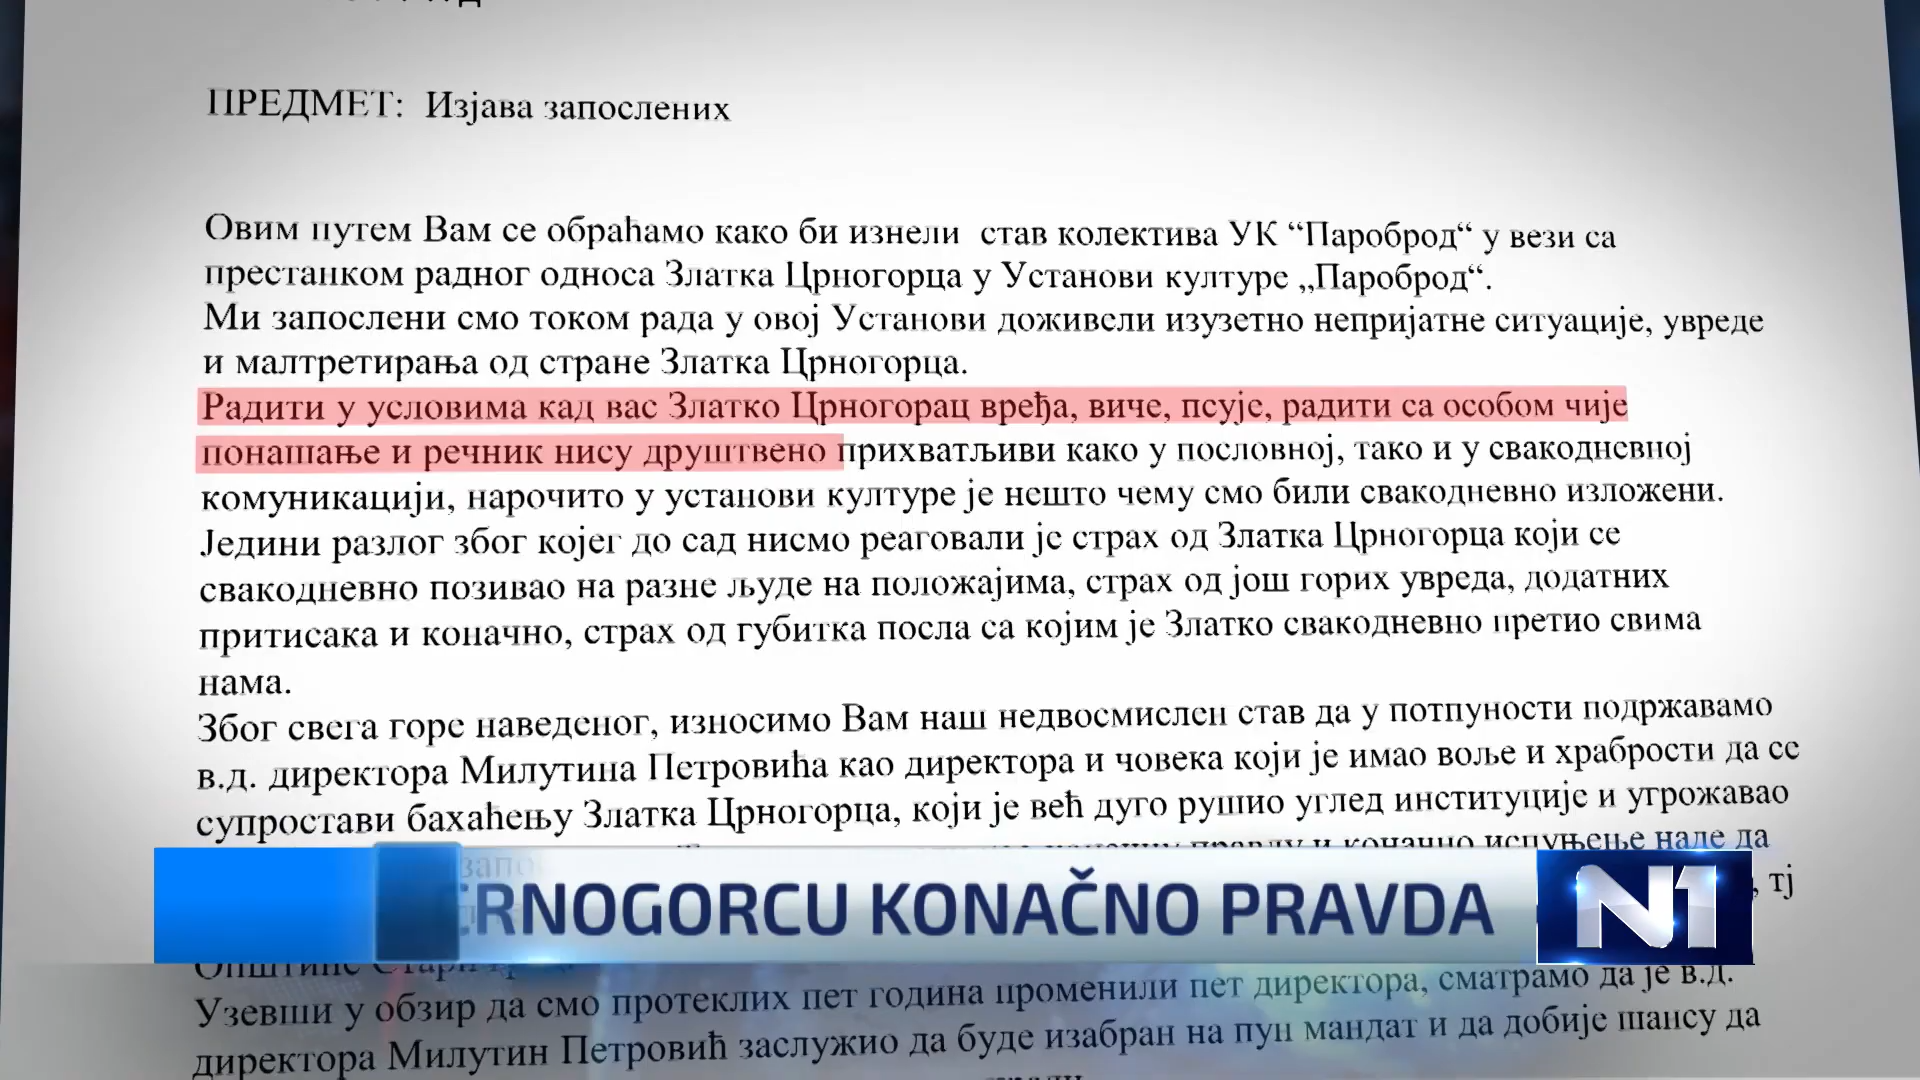 ПРЕДМЕТ: Изјава запослених
Овим путем Вам се обраћамо како би изнели став колектива УК “Пароброд“ у вези са
престанком радног односа Златка Црногорца у Установи културе „Пароброд“.
Ми запослени смо током рада у овој Установи доживели изузетно непријатне ситуације, увреде
и малтретирања од стране Златка Црногорца.
Радити у условима кад вас Златко Црногорац вређа, виче, псује, радити са особом чије
понашање и речник нису друштвено прихватљиви како у пословној, тако и у свакодневној
комуникацији, нарочито у установи културе је нешто чему смо били свакодневно изложени.
Једини разлог због којег до сад нисмо реаговали је страх од Златка Црногорца који се
свакодневно позивао на разне људе на положајима, страх од још горих увреда, додатних
притисака и коначно, страх од губитка посла са којим је Златко свакодневно претио свима
нама.
Због свега горе наведеног, износимо Вам наш недвосмислен став да у потпуности подржавамо
в.д. директора Милутина Петровића као директора и човека који је имао воље и храбрости да се
супростави бахаћењу Златка Црногорца, који је већ дуго рушио углед институције и угрожавао
правду и коначно испуњење наде да
, тј
RNOGORCU KONAČNO PRAVDA
N1
Општине Стари
Узевши у обзир да смо протеклих пет година променили пет директора, сматрамо да је в.д.
директора Милутин Петровић заслужио да буде изабран на пун мандат и да добије шансу да